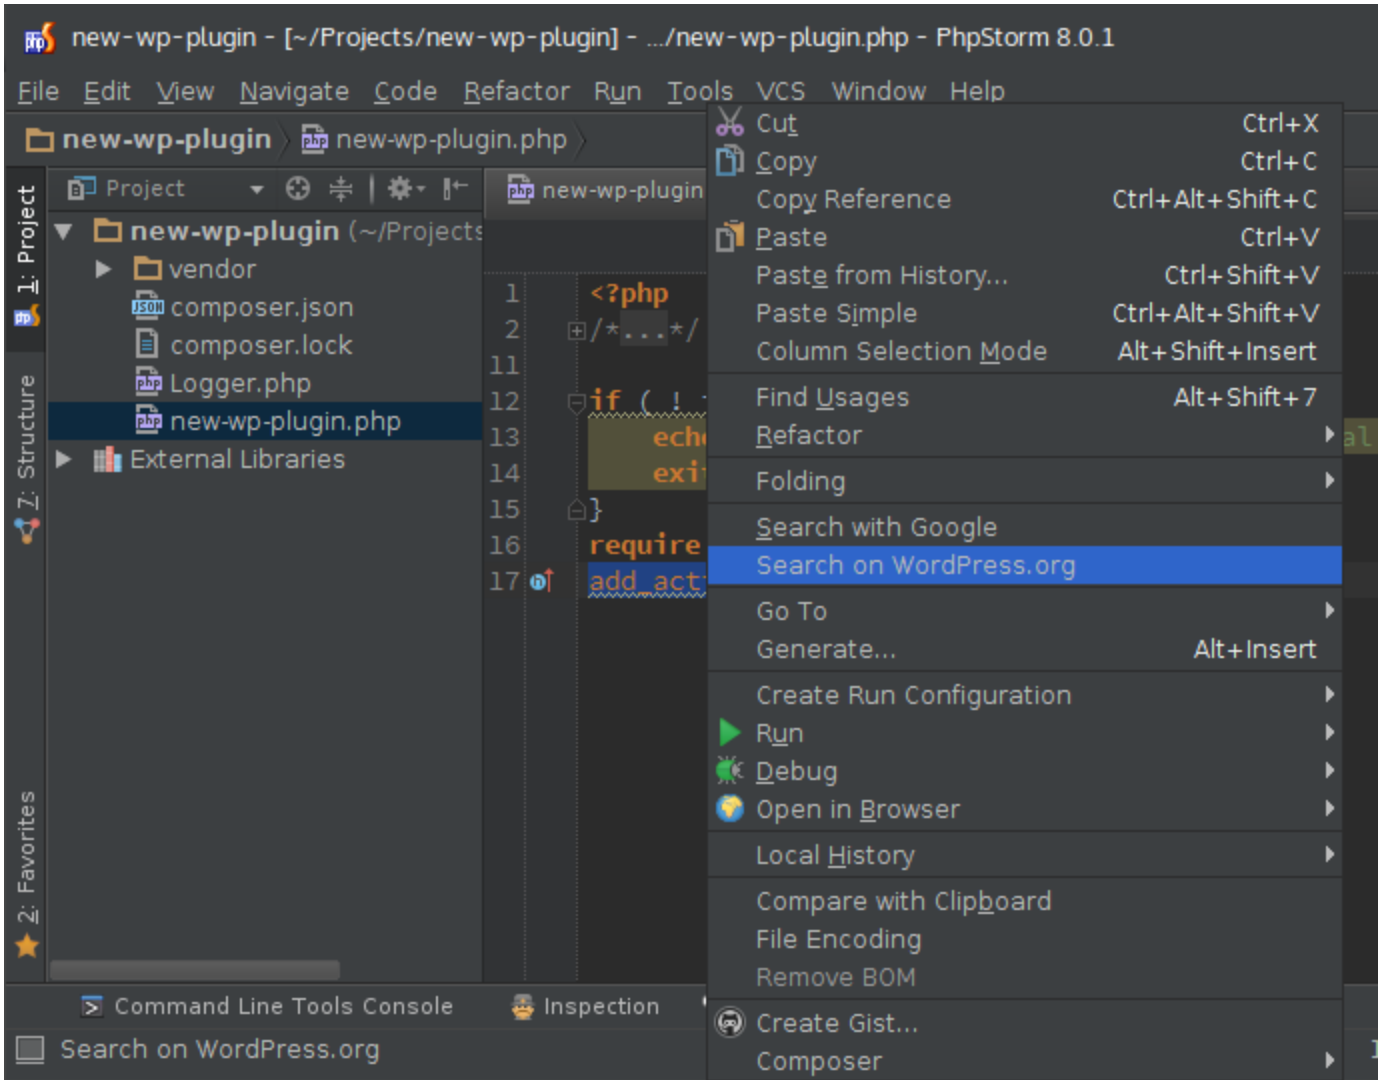 new-wp-plugin - [~/Projects/new-wp-plugin] - .../new-wp-plugin.php - PhpStorm 8.0.1
File Edit View Navigate Code Refactor Run Tools VCS Window Help
new-wp-plugin new-wp-plugin.php
1: Project
7: Structure
2: Favorites
Project
new-wp-plugin (~/Projects
vendor
composer.json
composer.lock
Logger.php
new-wp-plugin.php
External Libraries
new-wp-plugin
1 <?php
2 /*...*/
11
12 if ( !
13 echo
14 exit
15 }
16 require
17 add_acti
Cut Ctrl+X
Copy Ctrl+C
Copy Reference Ctrl+Alt+Shift+C
Paste Ctrl+V
Paste from History... Ctrl+Shift+V
Paste Simple Ctrl+Alt+Shift+V
Column Selection Mode Alt+Shift+Insert
Find Usages Alt+Shift+7
Refactor
Folding
Search with Google
Search on WordPress.org
Go To
Generate... Alt+Insert
Create Run Configuration
Run
Debug
Open in Browser
Local History
Compare with Clipboard
File Encoding
Remove BOM
Create Gist...
Composer
Command Line Tools Console Inspection
Search on WordPress.org